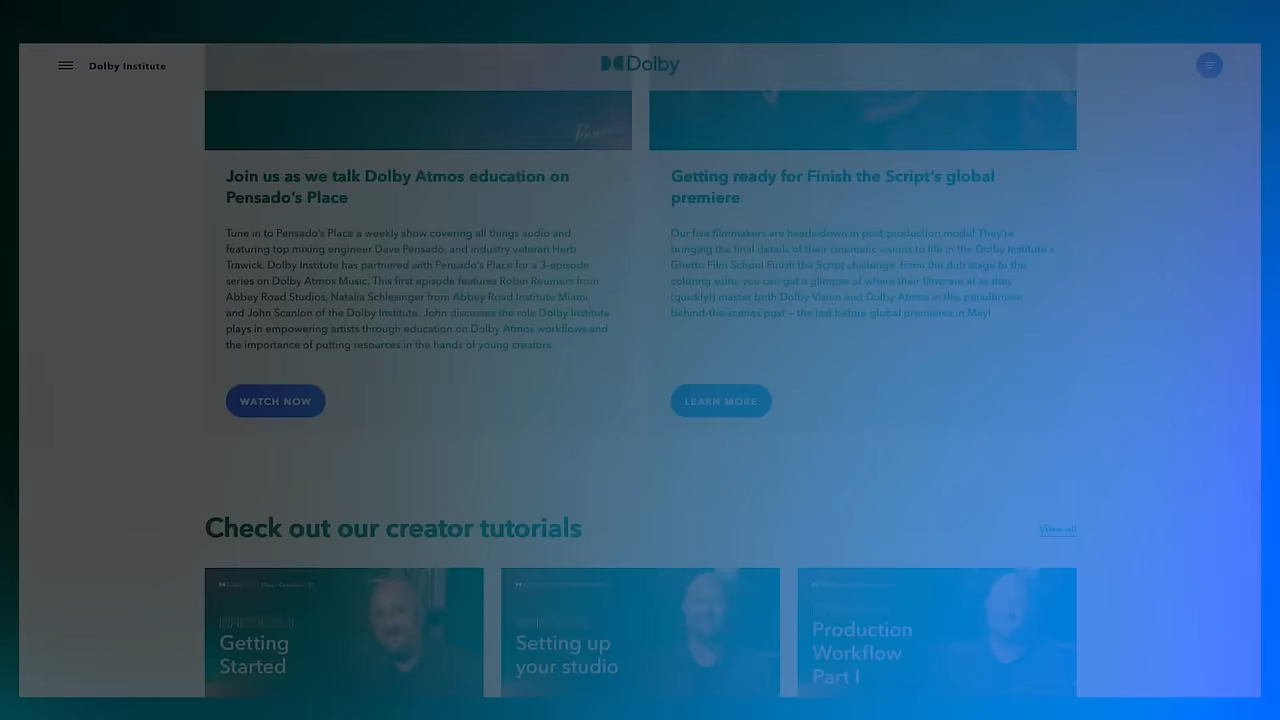 Dolby Institute
Dolby
Join us as we talk Dolby Atmos education on
Pensado's Place
Tune in to Pensado's Place a weekly show covering all things audio and
featuring top mixing engineer Dave Pensado, and industry veteran Herb
Trawick. Dolby Institute has partnered with Pensado's Place for a 3-episode
series on Dolby Atmos Music. This first episode features Robin Reumers from
Abbey Road Studios, Natalia Schlesinger from Abbey Road Institute Miami,
and John Scanlon of the Dolby Institute. John discusses the role Dolby Institute
plays in empowering artists through education on Dolby Atmos workflows and
the importance of putting resources in the hands of young creators.
WATCH NOW
Getting ready for Finish the Script's global
premiere
Our five filmmakers are heads-down in post-production mode! They're
bringing the final details of their cinematic visions to life in the Dolby Institute x
Ghetto Film School Finish the Script challenge. From the dub stage to the
coloring suite, you can get a glimpse of where their films are at as they
(quickly!) master both Dolby Vision and Dolby Atmos in this penultimate
behind-the-scenes post – the last before global premieres in May!
LEARN MORE
Check out our creator tutorials
View all
Getting
Started
Setting up
your studio
Production
Workflow
Part I